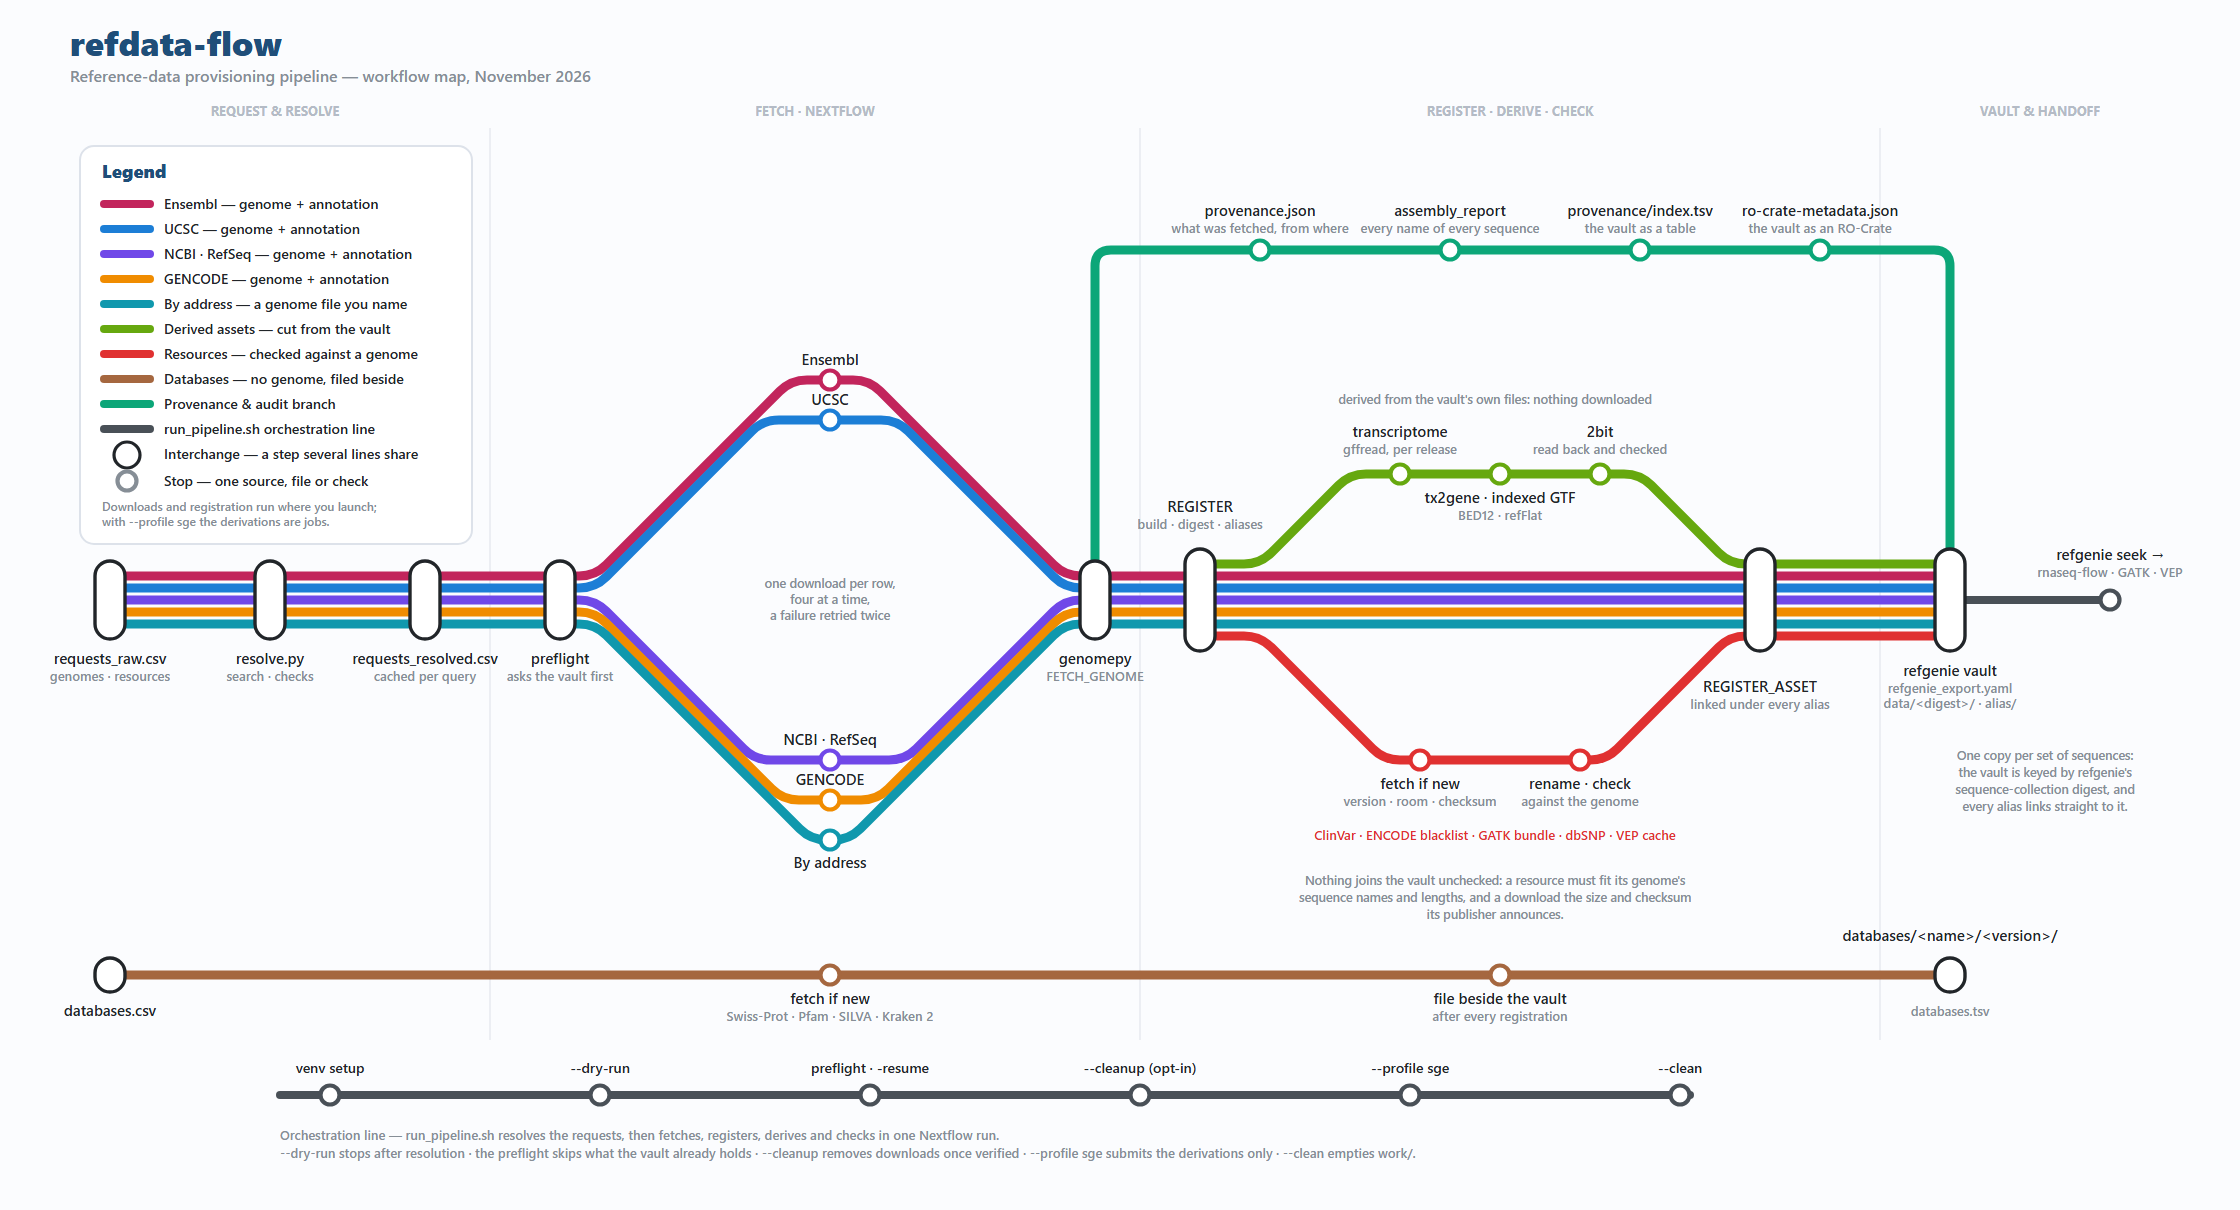 refdata-flow
Reference-data provisioning pipeline — workflow map, November 2026
REQUEST & RESOLVE
FETCH · NEXTFLOW
REGISTER · DERIVE · CHECK
VAULT & HANDOFF
Legend
Ensembl — genome + annotation
UCSC — genome + annotation
NCBI · RefSeq — genome + annotation
GENCODE — genome + annotation
By address — a genome file you name
Derived assets — cut from the vault
Resources — checked against a genome
Databases — no genome, filed beside
Provenance & audit branch
run_pipeline.sh orchestration line
Interchange — a step several lines share
Stop — one source, file or check
Downloads and registration run where you launch;
with --profile sge the derivations are jobs.
provenance.json
what was fetched, from where
assembly_report
every name of every sequence
provenance/index.tsv
the vault as a table
ro-crate-metadata.json
the vault as an RO-Crate
Ensembl
UCSC
derived from the vault's own files: nothing downloaded
transcriptome
gffread, per release
2bit
read back and checked
tx2gene · indexed GTF
BED12 · refFlat
REGISTER
build · digest · aliases
one download per row,
four at a time,
a failure retried twice
refgenie seek →
rnaseq-flow · GATK · VEP
requests_raw.csv
genomes · resources
resolve.py
search · checks
requests_resolved.csv
cached per query
preflight
asks the vault first
genomepy
FETCH_GENOME
REGISTER_ASSET
linked under every alias
refgenie vault
refgenie_export.yaml
data/<digest>/ · alias/
NCBI · RefSeq
GENCODE
By address
fetch if new
version · room · checksum
rename · check
against the genome
ClinVar · ENCODE blacklist · GATK bundle · dbSNP · VEP cache
One copy per set of sequences:
the vault is keyed by refgenie's
sequence-collection digest, and
every alias links straight to it.
Nothing joins the vault unchecked: a resource must fit its genome's
sequence names and lengths, and a download the size and checksum
its publisher announces.
databases/<name>/<version>/
databases.csv
fetch if new
Swiss-Prot · Pfam · SILVA · Kraken 2
file beside the vault
after every registration
databases.tsv
venv setup
--dry-run
preflight · -resume
--cleanup (opt-in)
--profile sge
--clean
Orchestration line — run_pipeline.sh resolves the requests, then fetches, registers, derives and checks in one Nextflow run.
--dry-run stops after resolution · the preflight skips what the vault already holds · --cleanup removes downloads once verified · --profile sge submits the derivations only · --clean empties work/.